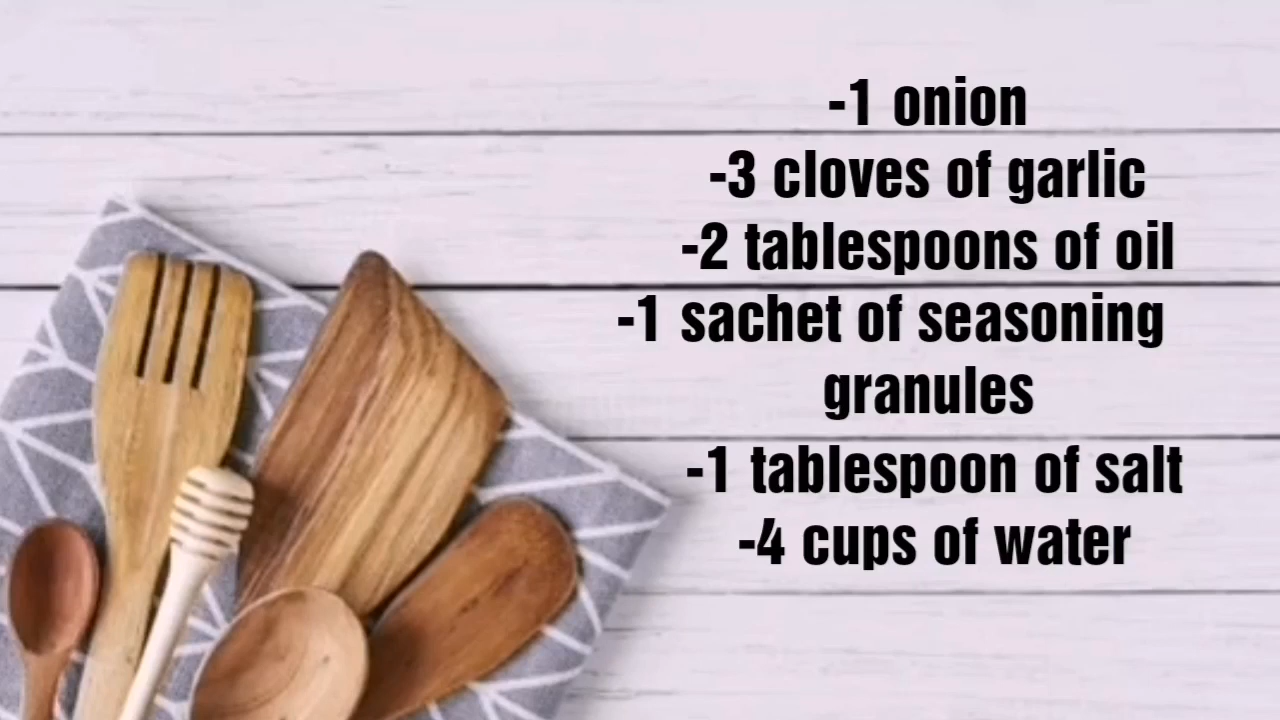 -1 onion
-3 cloves of garlic
-2 tablespoons of oil
-1 sachet of seasoning
granules
-1 tablespoon of salt
-4 cups of water